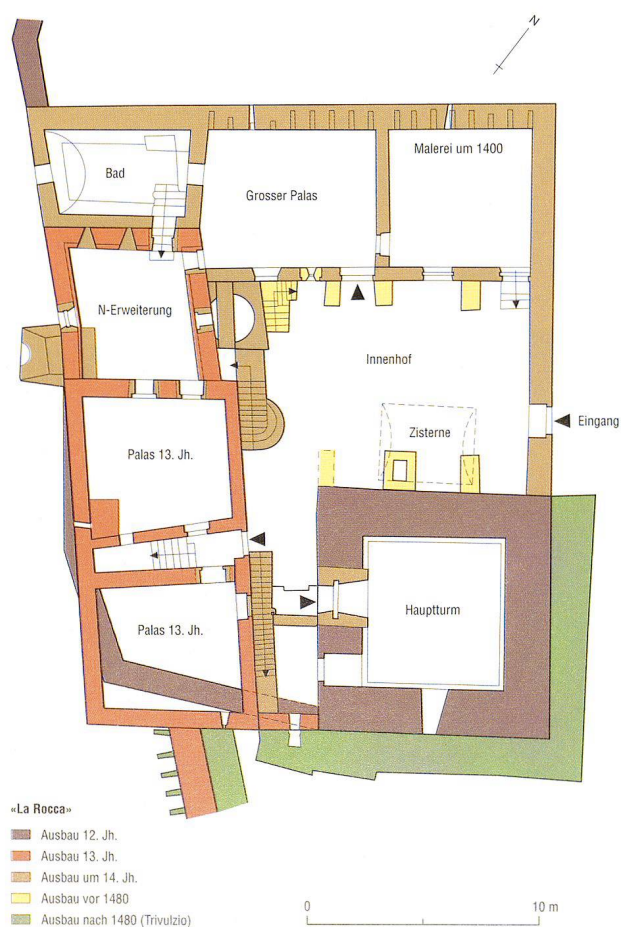 N
Malerei um 1400
Bad
Grosser Palas
N-Erweiterung
Innenhof
Eingang
Zisterne
Palas 13. Jh.
Hauptturm
Palas 13. Jh.
«La Rocca»
Ausbau 12. Jh.
Ausbau 13. Jh.
Ausbau um 14. Jh.
Ausbau vor 1480
Ausbau nach 1480 (Trivulzio)
0 10 m